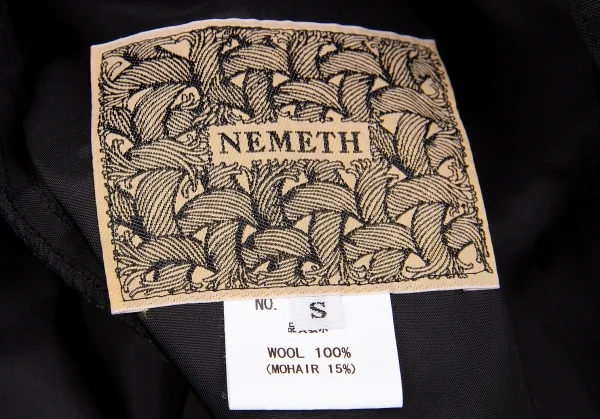 NEMETH
NO.
S
WOOL 100%
(MOHAIR 15%)